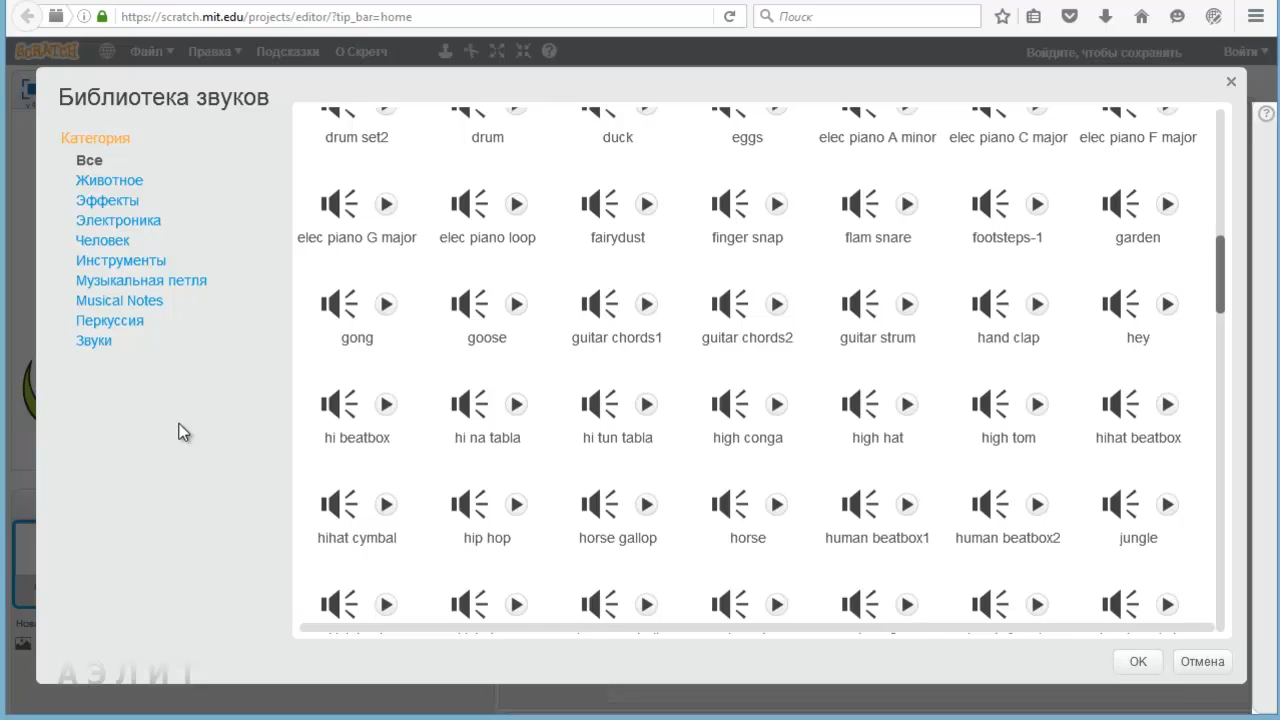 https://scratch.mit.edu/projects/editor/?tip_bar=home
Поиск
SCRATCH Файл Правка Подсказки О Скретч Войдите, чтобы сохранить Войти
Библиотека звуков
Категория
Все
Животное
Эффекты
Электроника
Человек
Инструменты
Музыкальная петля
Musical Notes
Перкуссия
Звуки
drum set2 drum duck eggs elec piano A minor elec piano C major elec piano F major
elec piano G major elec piano loop fairydust finger snap flam snare footsteps-1 garden
gong goose guitar chords1 guitar chords2 guitar strum hand clap hey
hi beatbox hi na tabla hi tun tabla high conga high hat high tom hihat beatbox
hihat cymbal hip hop horse gallop horse human beatbox1 human beatbox2 jungle
OK Отмена